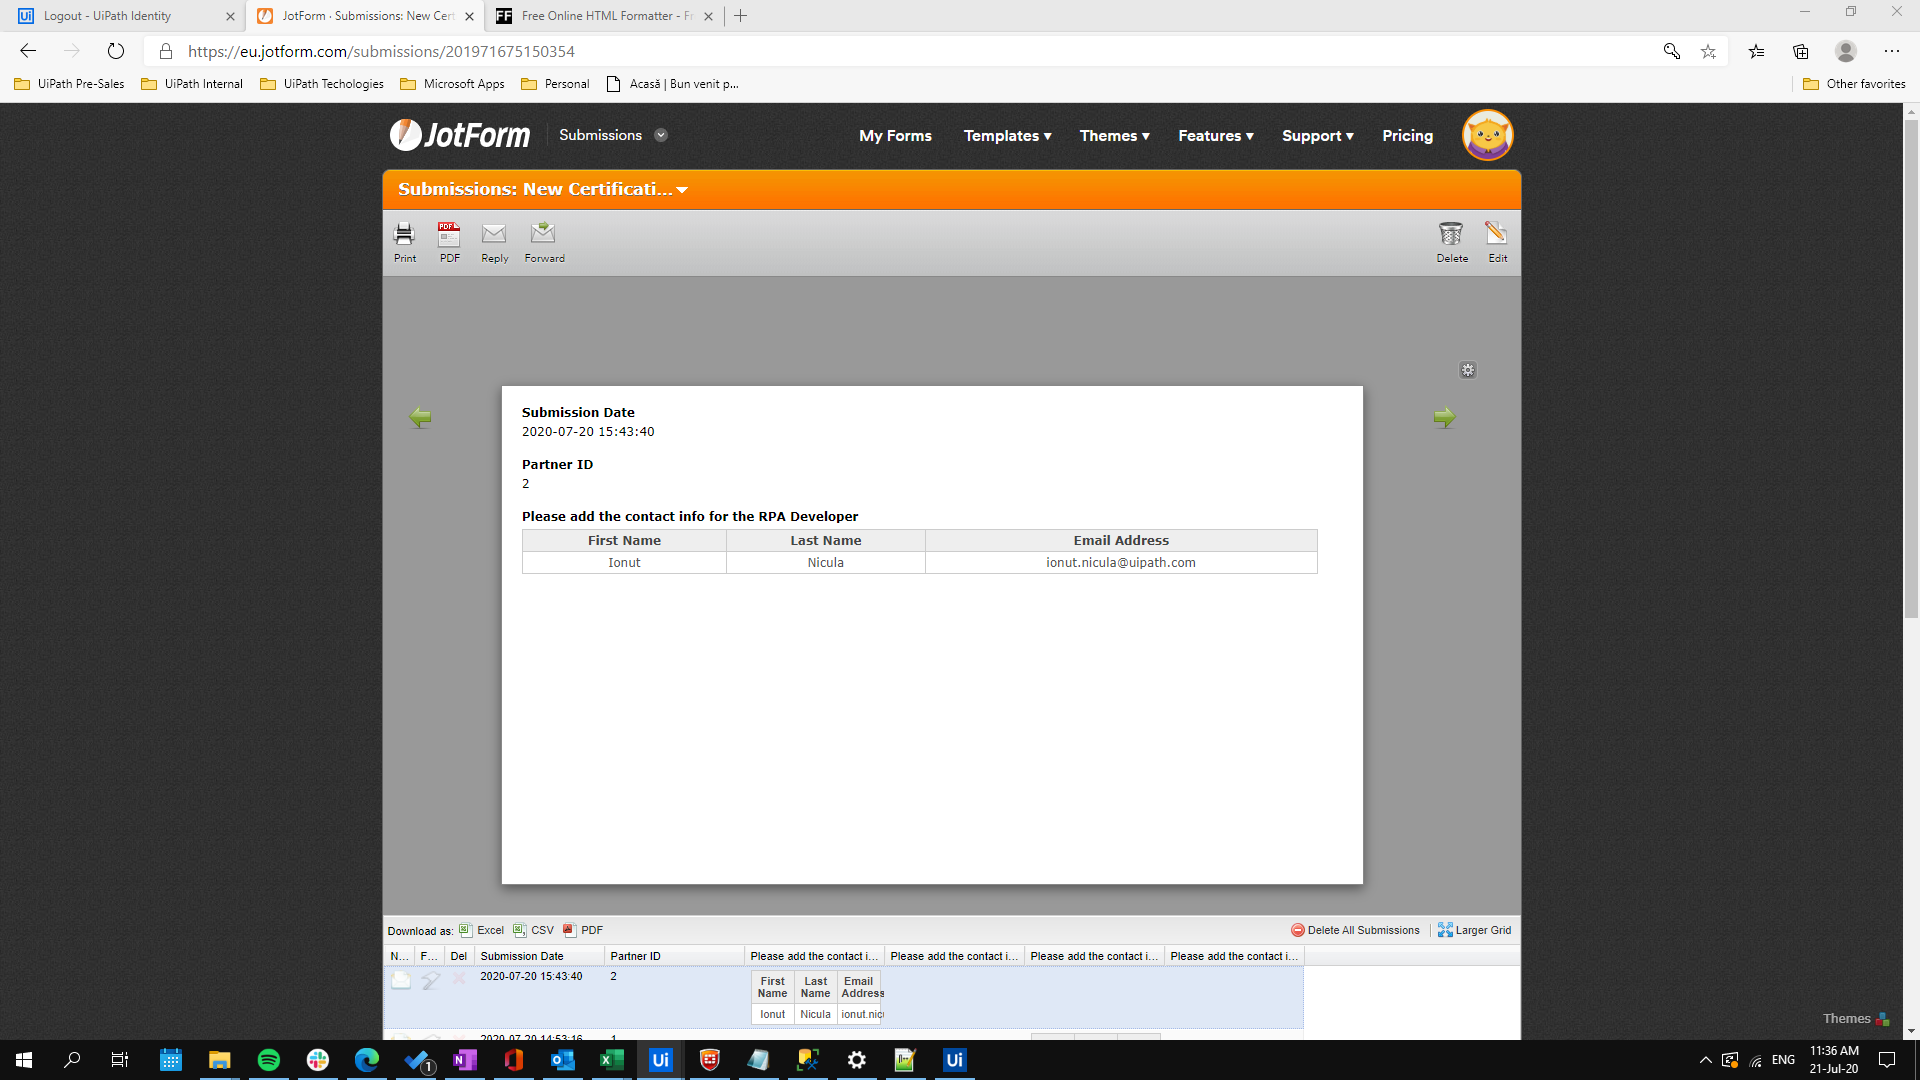 Logout - UiPath Identity
JotForm · Submissions: New Cert
Free Online HTML Formatter - Fr
https://eu.jotform.com/submissions/201971675150354
UiPath Pre-Sales
UiPath Internal
UiPath Techologies
Microsoft Apps
Personal
Acasă | Bun venit p...
Other favorites
JotForm
Submissions
My Forms
Templates ▾
Themes ▾
Features ▾
Support ▾
Pricing
Submissions: New Certificati...
Print
PDF
Reply
Forward
Delete
Edit
Submission Date
2020-07-20 15:43:40
Partner ID
2
Please add the contact info for the RPA Developer
First Name Last Name Email Address
Ionut Nicula ionut.nicula@uipath.com
Download as: Excel CSV PDF
Delete All Submissions
Larger Grid
N... F... Del Submission Date Partner ID Please add the contact i... Please add the contact i... Please add the contact i... Please add the contact i...
2020-07-20 15:43:40 2
First Name Last Name Email Address
Ionut Nicula ionut.nic
2020-07-20 14:53:16 1
Themes
1
ENG
11:36 AM
21-Jul-20